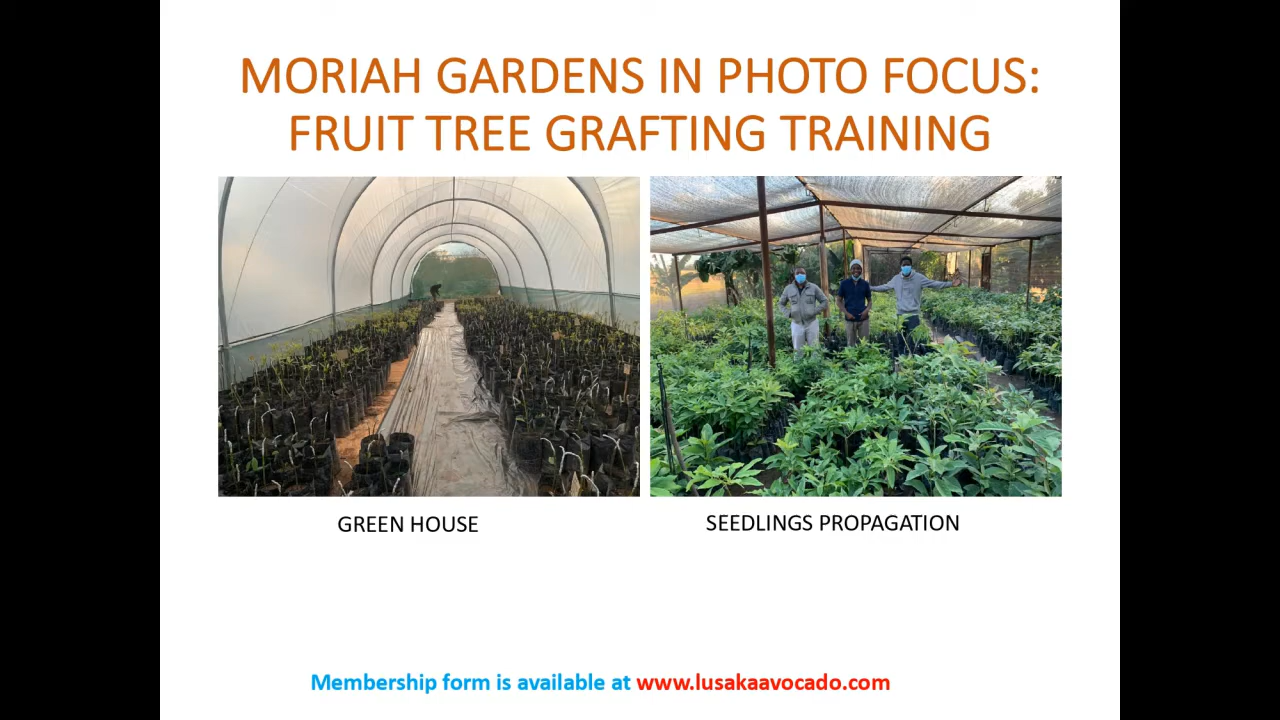 MORIAH GARDENS IN PHOTO FOCUS:
FRUIT TREE GRAFTING TRAINING
GREEN HOUSE
SEEDLINGS PROPAGATION
Membership form is available at www.lusakaavocado.com